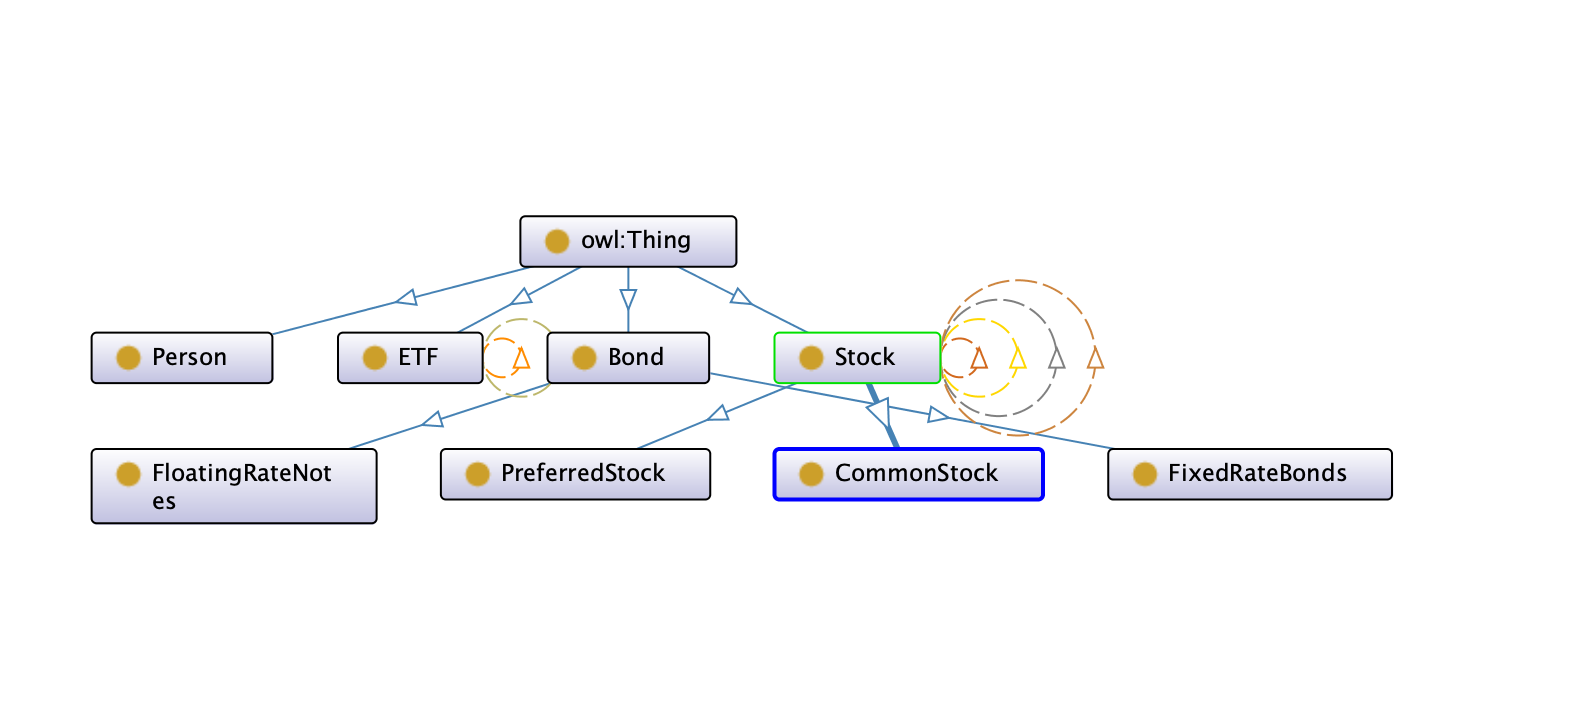 owl:Thing
Person
ETF
Bond
Stock
FloatingRateNot
es
PreferredStock
CommonStock
FixedRateBonds